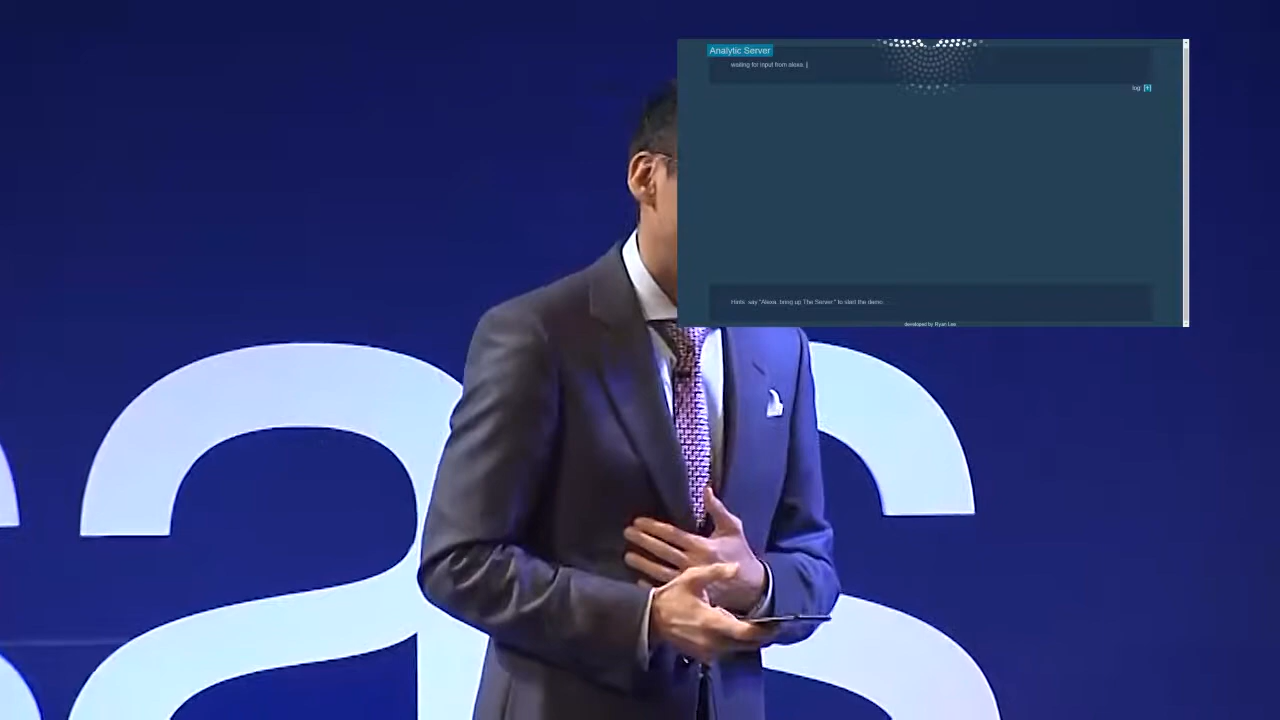 Analytic Server
waiting for input from alexa.
log: [+]
Hints: say "Alexa, bring up The Server." to start the demo.
developed by Ryan Lee
as